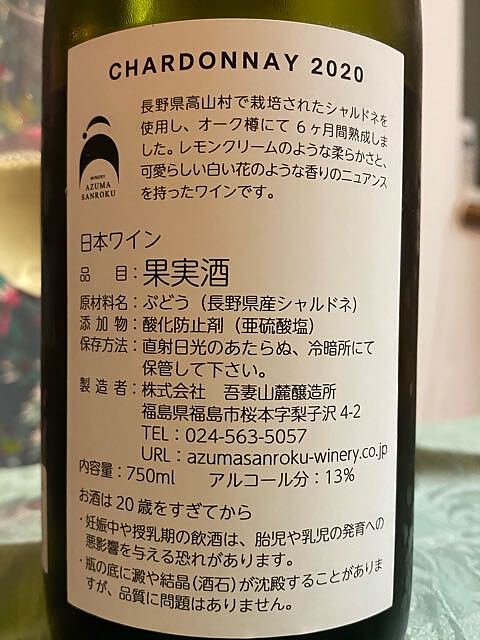 CHARDONNAY 2020
長野県高山村で栽培されたシャルドネを
使用し、オーク樽にて 6ヶ月間熟成しま
した。レモンクリームのような柔らかさと、
可愛らしい白い花のような香りのニュアンス
を持ったワインです。
WINERY
AZUMA
SANROKU
日本ワイン
品 目：果実酒
原材料名：ぶどう（長野県産シャルドネ）
添 加 物：酸化防止剤（亜硫酸塩）
保存方法：直射日光のあたらぬ、冷暗所にて
保管して下さい。
製 造 者：株式会社 吾妻山麓醸造所
福島県福島市桜本字梨子沢 4-2
TEL：024-563-5057
URL：azumasanroku-winery.co.jp
内容量：750ml アルコール分：13%
お酒は 20 歳をすぎてから
・妊娠中や授乳期の飲酒は、胎児や乳児の発育への
悪影響を与える恐れがあります。
・瓶の底に澱や結晶（酒石）が沈殿することがありま
すが、品質に問題はありません。